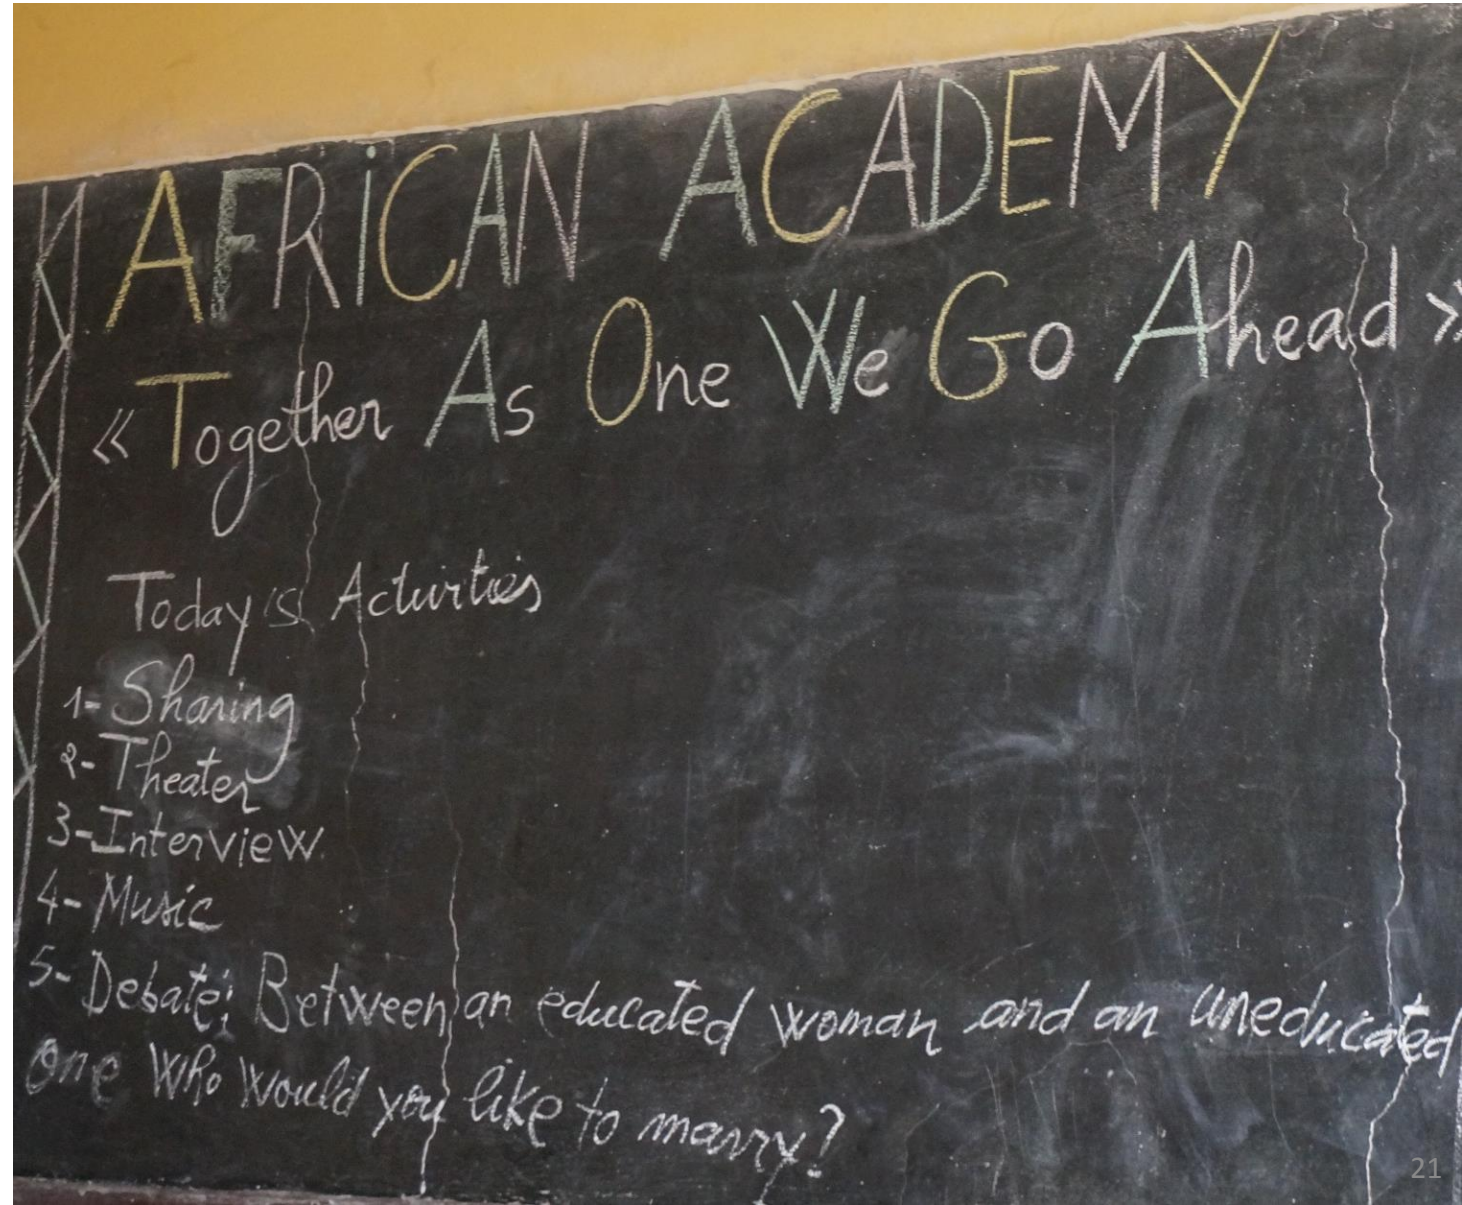 AFRiCAN ACADEMY
« Together As One We Go Ahead »
Today's Activities
1- Sharing
2- Theater
3- Interview
4- Music
5- Debate: Between an educated woman and an uneducated
one who would you like to marry?
21